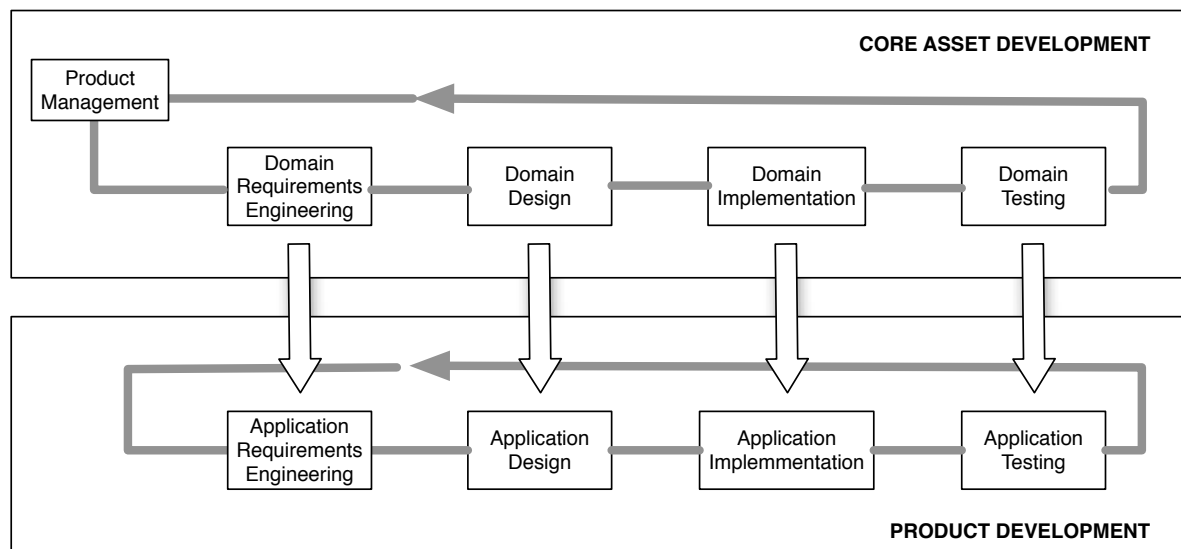 CORE ASSET DEVELOPMENT
Product
Management
Domain
Requirements
Engineering
Domain
Design
Domain
Implementation
Domain
Testing
Application
Requirements
Engineering
Application
Design
Application
Implemmentation
Application
Testing
PRODUCT DEVELOPMENT